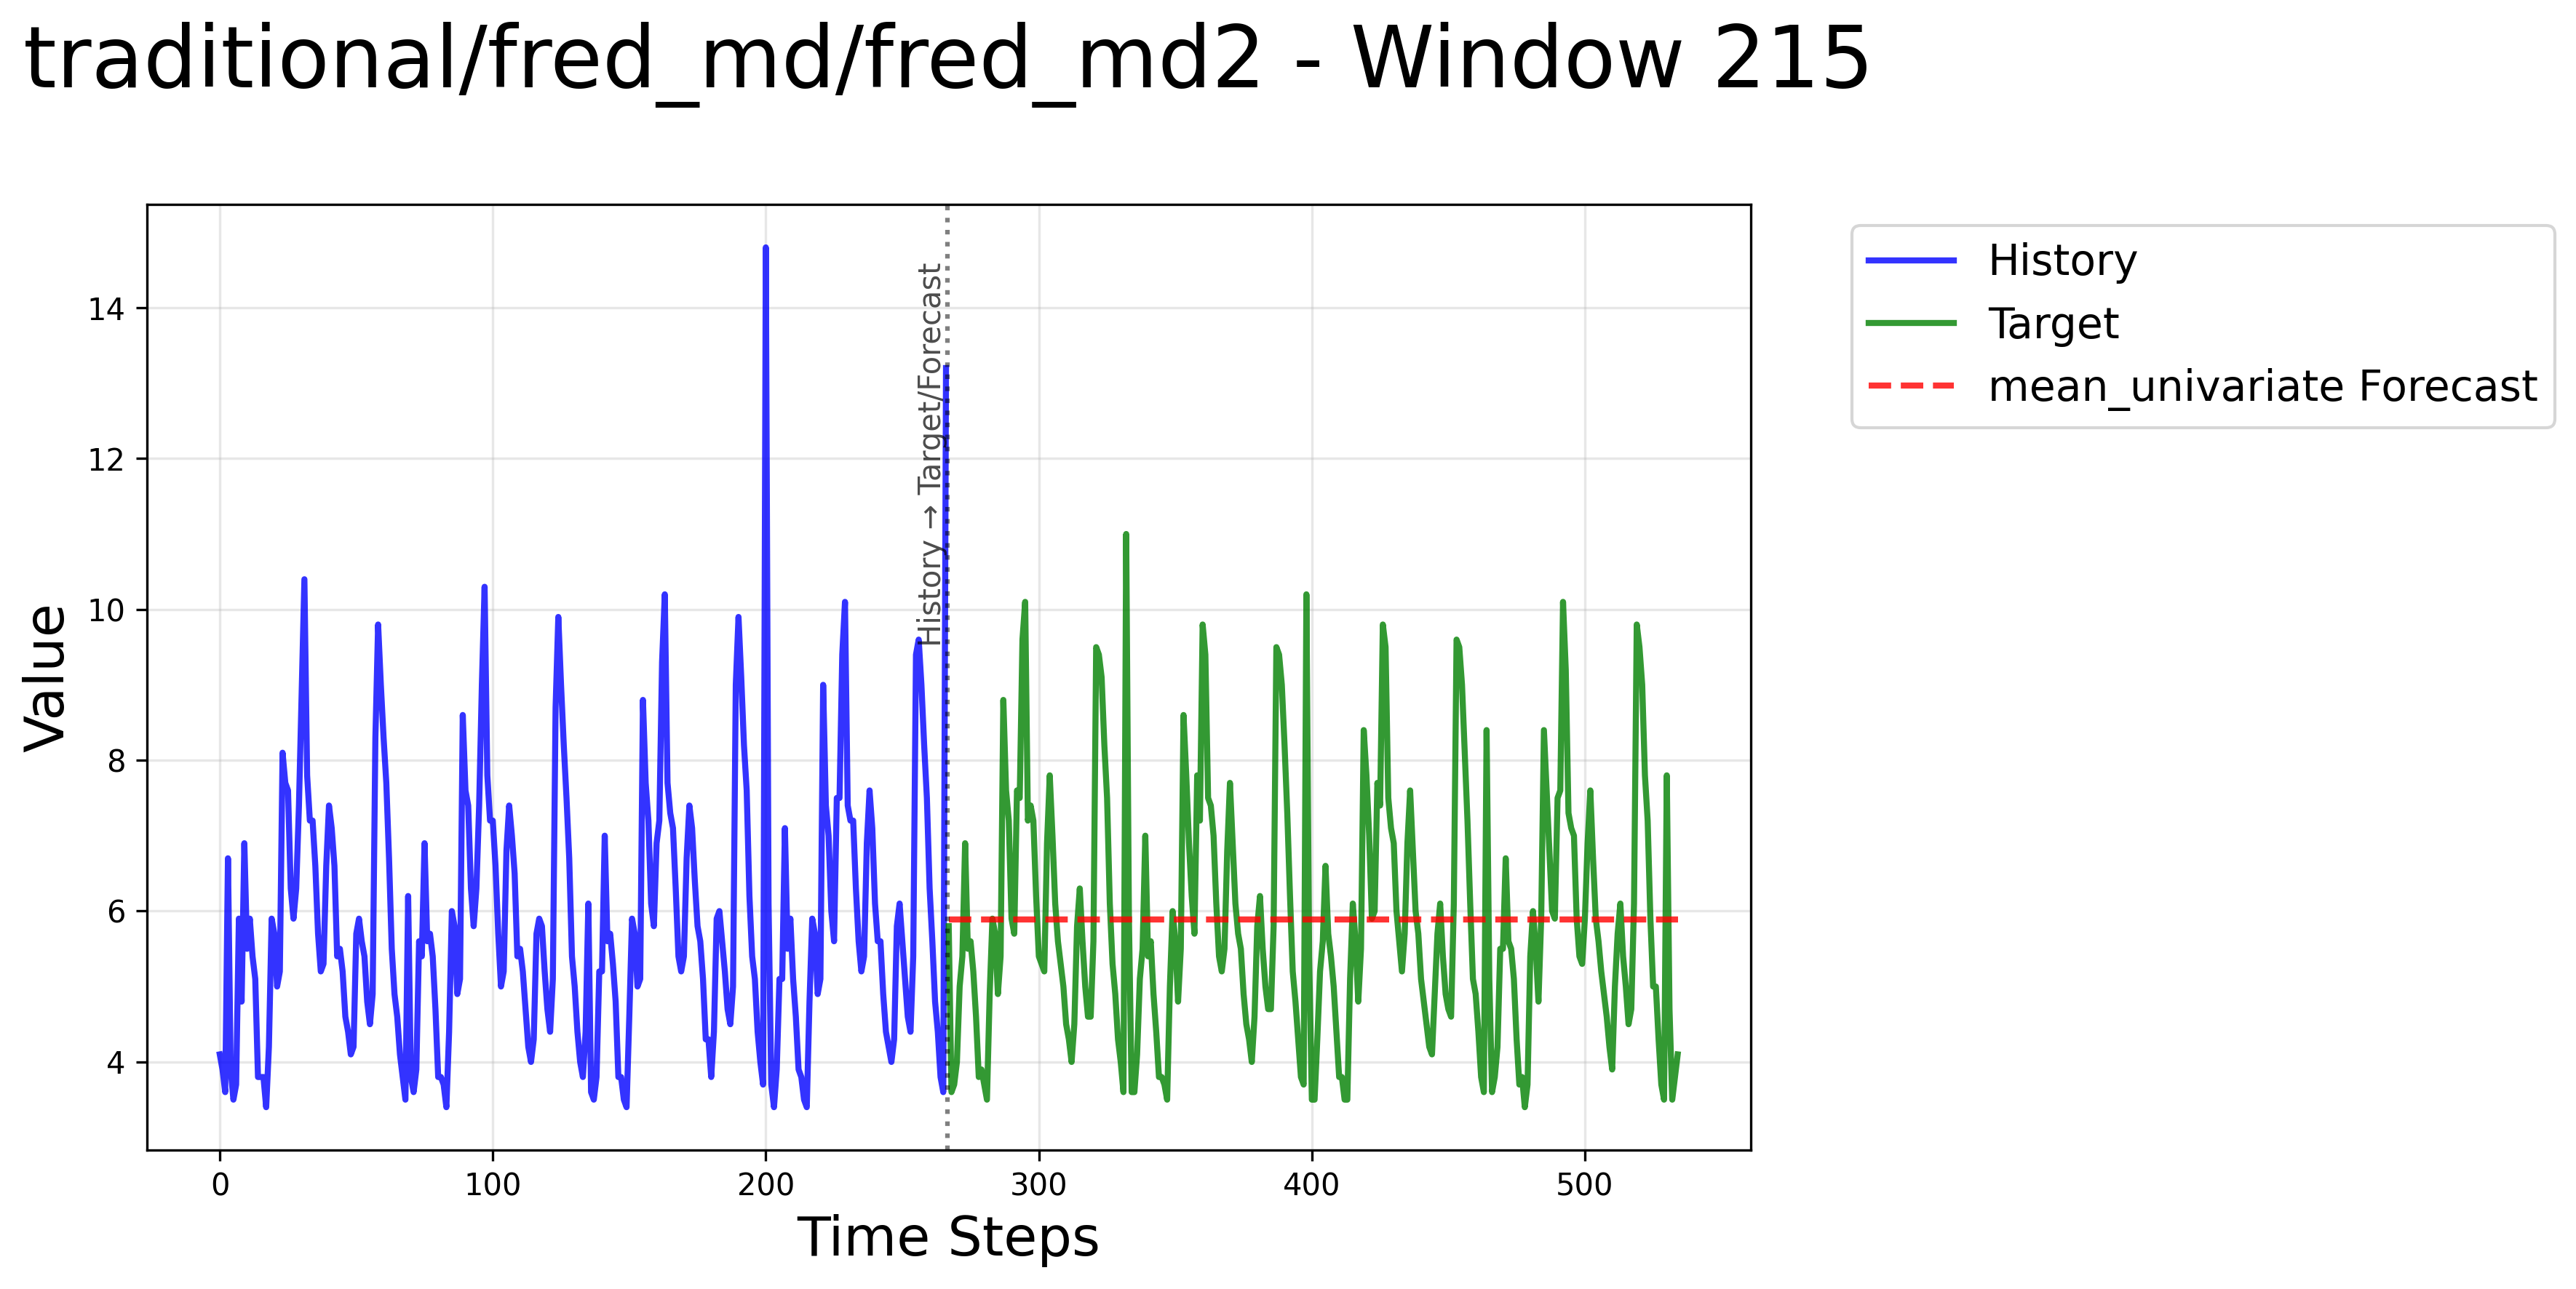 traditional/fred_md/fred_md2 - Window 215
History
Target
mean_univariate Forecast
History → Target/Forecast
Value
14
12
10
8
6
4
0 100 200 300 400 500
Time Steps